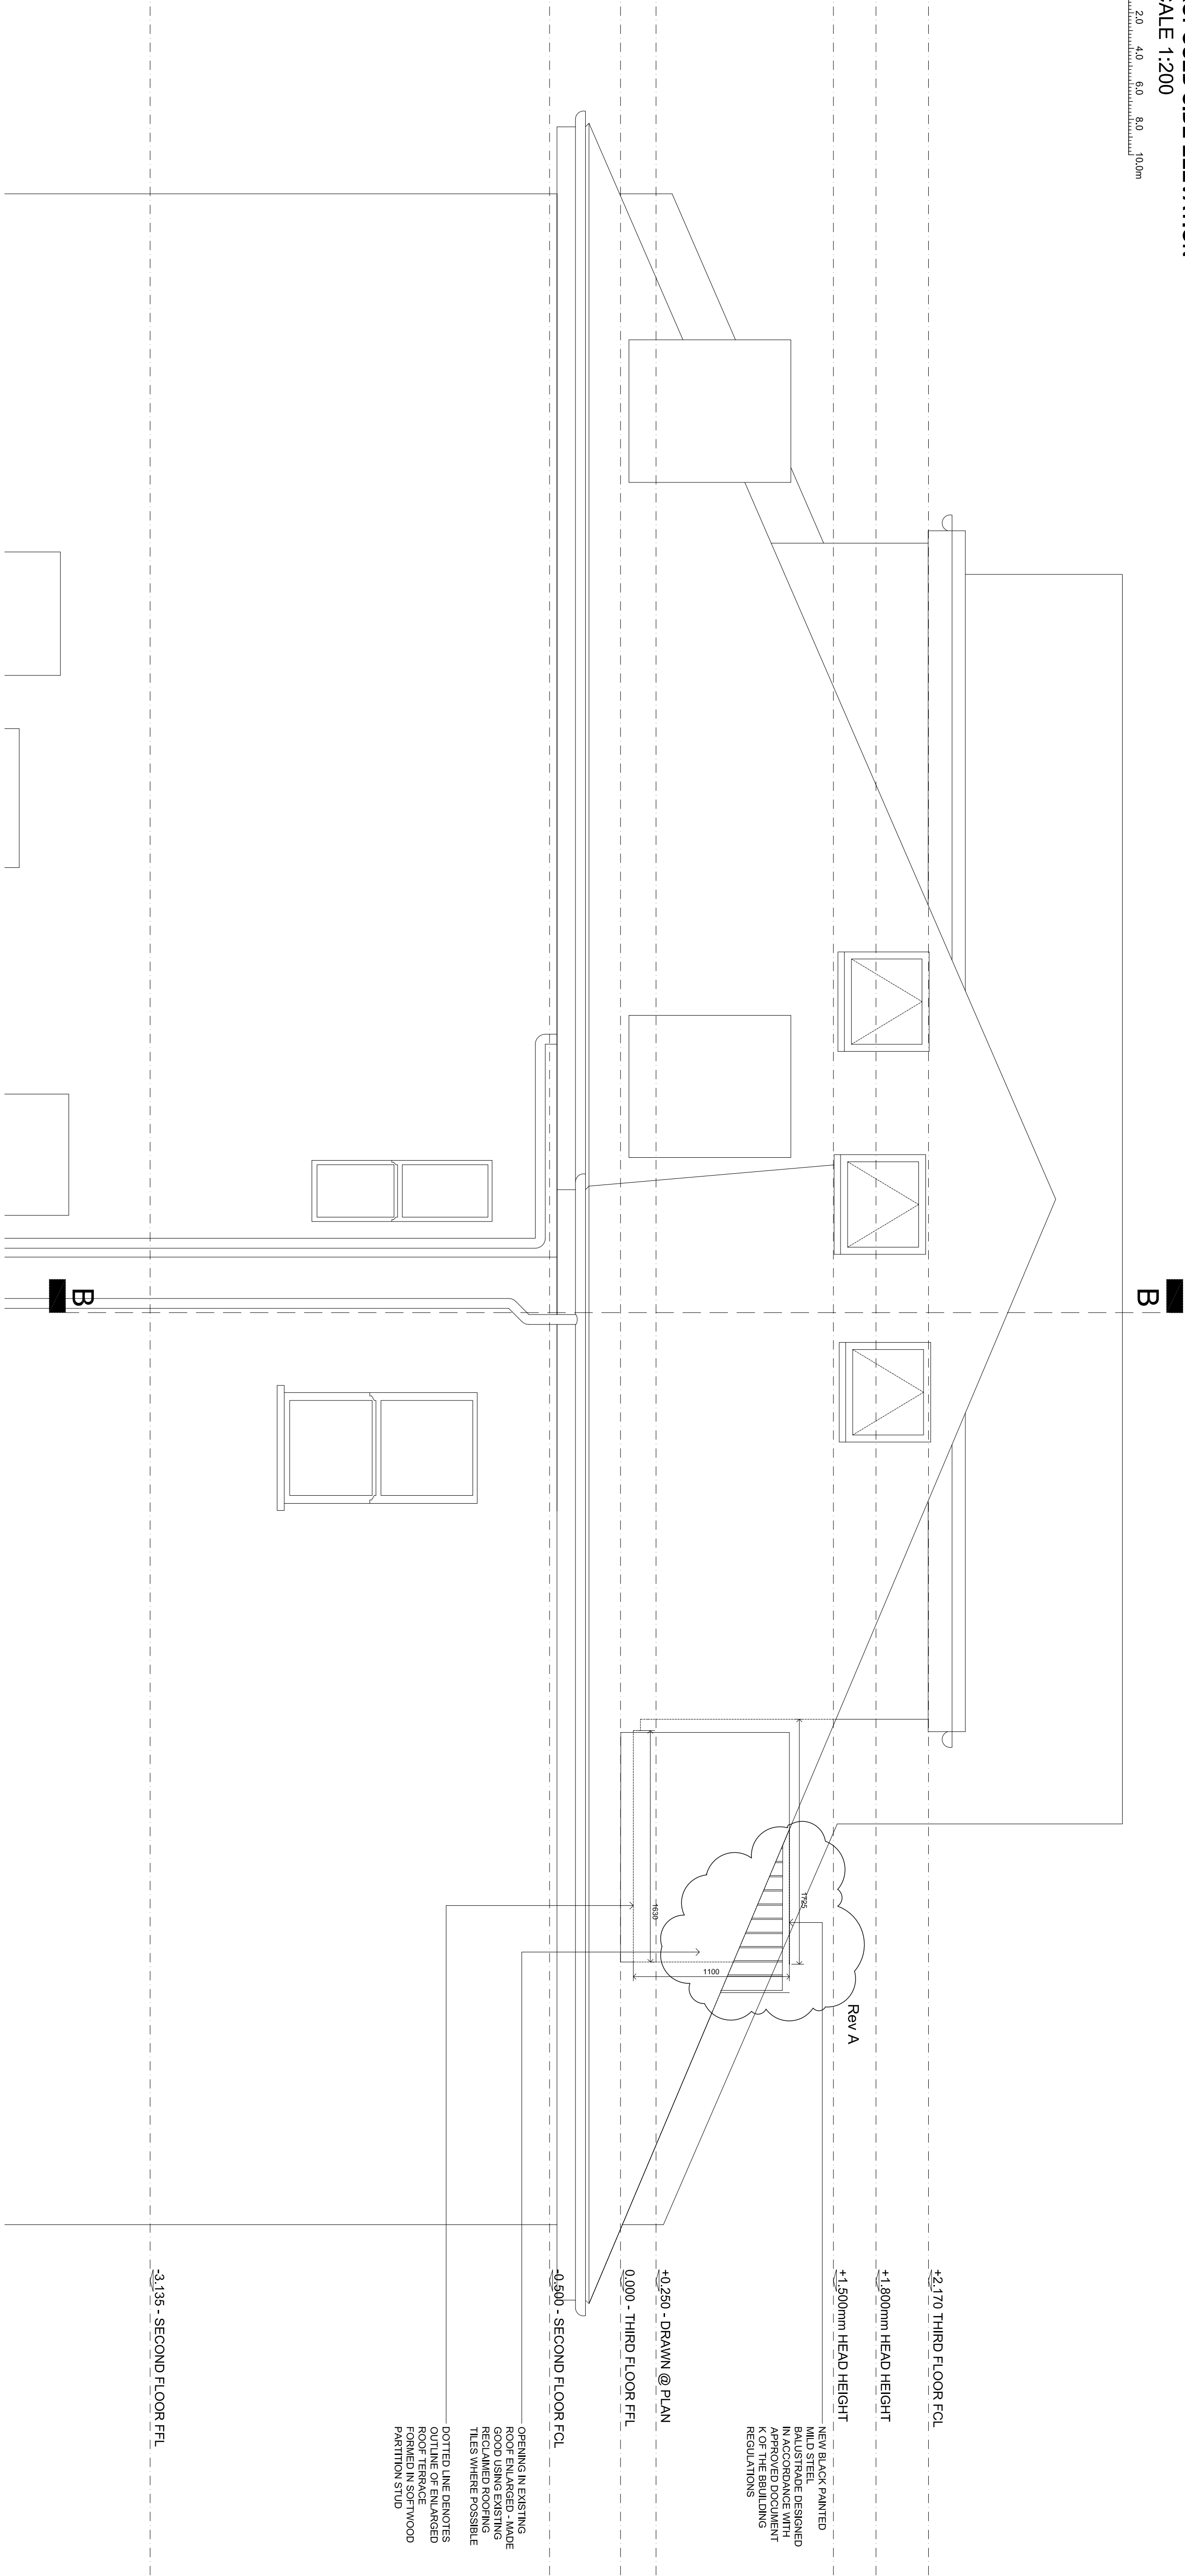 SCALE 1:200
2.0 4.0 6.0 8.0 10.0m
B
+2.170 THIRD FLOOR FCL
+1.800mm HEAD HEIGHT
+1.500mm HEAD HEIGHT
Rev A
NEW BLACK PAINTED
MILD STEEL
BALUSTRADE DESIGNED
IN ACCORDANCE WITH
APPROVED DOCUMENT
K OF THE BBUILDING
REGULATIONS
1725
1100
1630
+0.250 - DRAWN @ PLAN
0.000 - THIRD FLOOR FFL
-0.500 - SECOND FLOOR FCL
OPENING IN EXISTING
ROOF ENLARGED - MADE
GOOD USING EXISTING
RECLAIMED ROOFING
TILES WHERE POSSIBLE
DOTTED LINE DENOTES
OUTLINE OF ENLARGED
ROOF TERRACE
FORMED IN SOFTWOOD
PARTITION STUD
-3.135 - SECOND FLOOR FFL
B